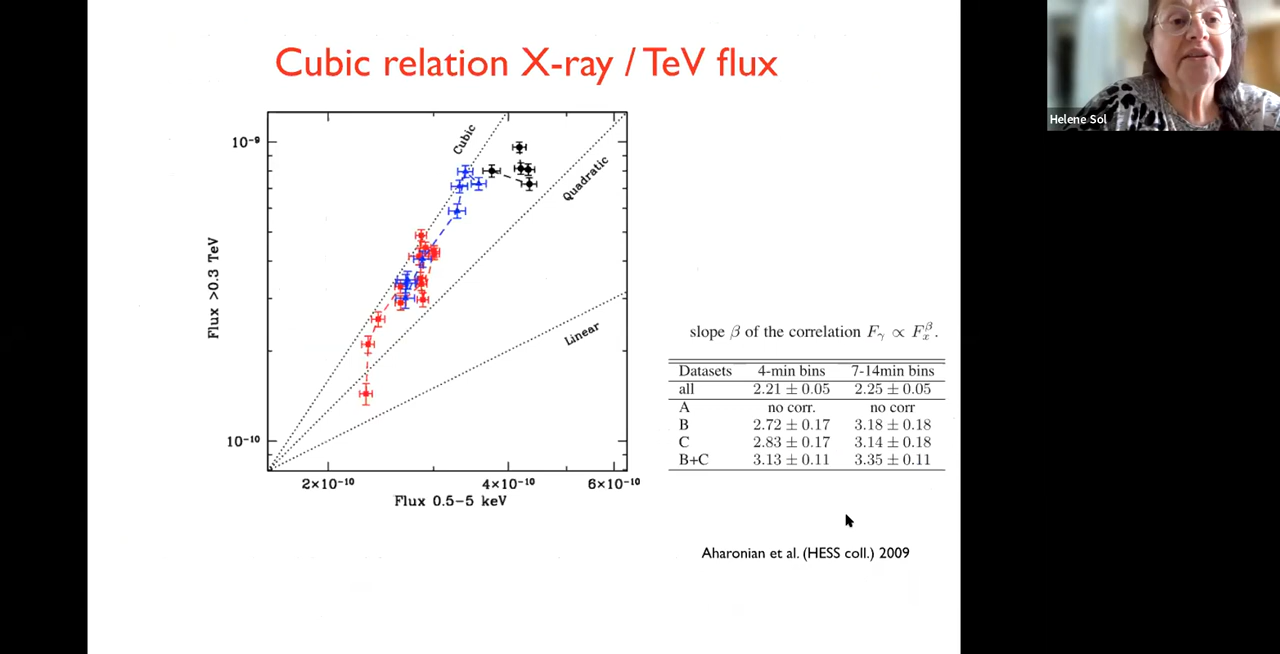 Cubic relation X-ray / TeV flux
Helene Sol
Cubic
Quadratic
Linear
10⁻⁹
10⁻¹⁰
Flux >0.3 TeV
2×10⁻¹⁰ 4×10⁻¹⁰ 6×10⁻¹⁰
Flux 0.5−5 keV
slope β of the correlation Fγ ∝ Fₓᵝ.
Datasets 4-min bins 7-14min bins
all 2.21 ± 0.05 2.25 ± 0.05
A no corr. no corr
B 2.72 ± 0.17 3.18 ± 0.18
C 2.83 ± 0.17 3.14 ± 0.18
B+C 3.13 ± 0.11 3.35 ± 0.11
Aharonian et al. (HESS coll.) 2009